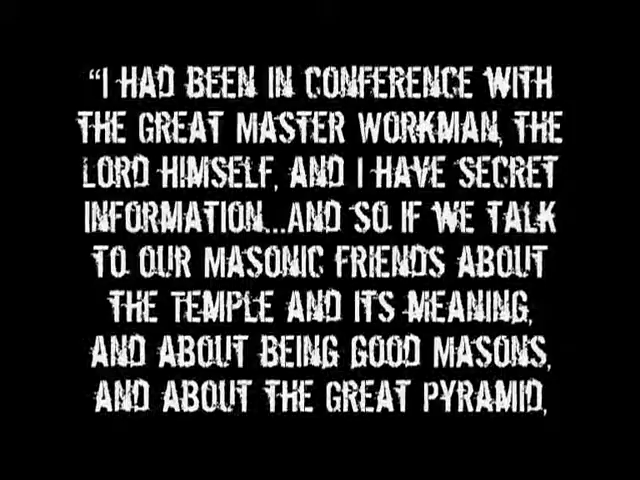 “I HAD BEEN IN CONFERENCE WITH
THE GREAT MASTER WORKMAN, THE
LORD HIMSELF, AND I HAVE SECRET
INFORMATION...AND SO IF WE TALK
TO OUR MASONIC FRIENDS ABOUT
THE TEMPLE AND ITS MEANING,
AND ABOUT BEING GOOD MASONS,
AND ABOUT THE GREAT PYRAMID,